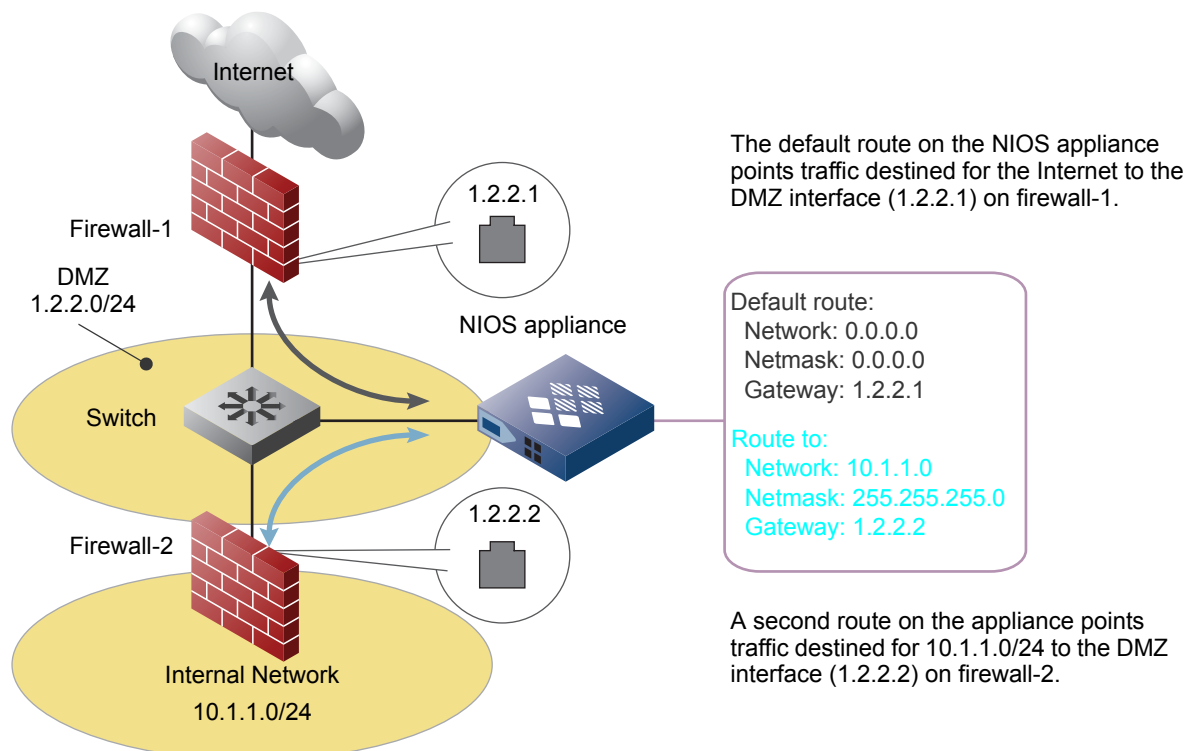 Internet
1.2.2.1
Firewall-1
DMZ
1.2.2.0/24
NIOS appliance
Switch
1.2.2.2
Firewall-2
Internal Network
10.1.1.0/24
The default route on the NIOS appliance
points traffic destined for the Internet to the
DMZ interface (1.2.2.1) on firewall-1.
Default route:
Network: 0.0.0.0
Netmask: 0.0.0.0
Gateway: 1.2.2.1
Route to:
Network: 10.1.1.0
Netmask: 255.255.255.0
Gateway: 1.2.2.2
A second route on the appliance points
traffic destined for 10.1.1.0/24 to the DMZ
interface (1.2.2.2) on firewall-2.